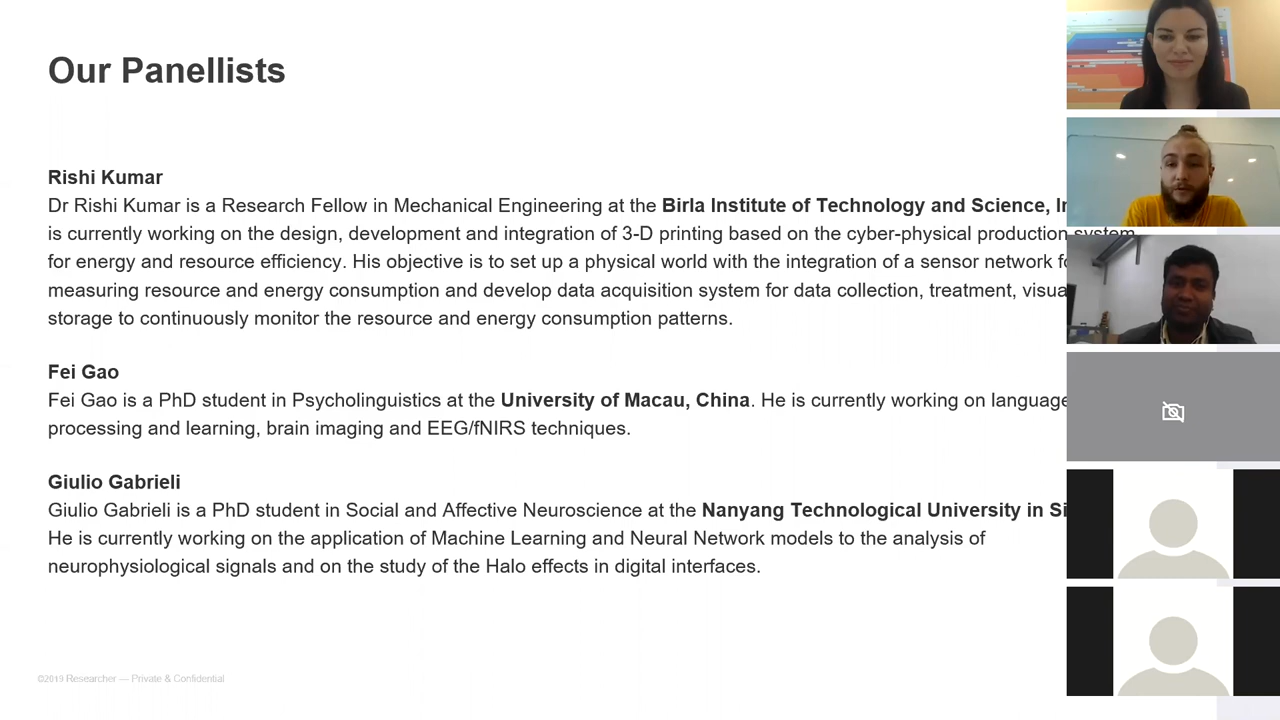 Our Panellists
Rishi Kumar
Dr Rishi Kumar is a Research Fellow in Mechanical Engineering at the Birla Institute of Technology and Science,
is currently working on the design, development and integration of 3-D printing based on the cyber-physical production system
for energy and resource efficiency. His objective is to set up a physical world with the integration of a sensor network
measuring resource and energy consumption and develop data acquisition system for data collection, treatment,
storage to continuously monitor the resource and energy consumption patterns.
Fei Gao
Fei Gao is a PhD student in Psycholinguistics at the University of Macau, China. He is currently working on language
processing and learning, brain imaging and EEG/fNIRS techniques.
Giulio Gabrieli
Giulio Gabrieli is a PhD student in Social and Affective Neuroscience at the Nanyang Technological University in
He is currently working on the application of Machine Learning and Neural Network models to the analysis of
neurophysiological signals and on the study of the Halo effects in digital interfaces.
©2019 Researcher — Private & Confidential